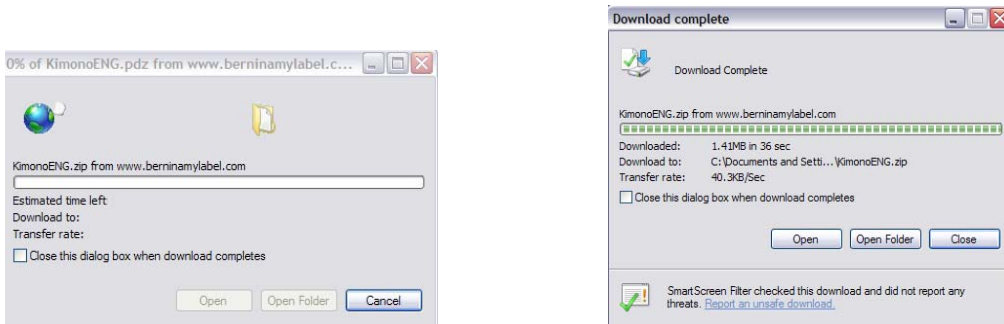 0% of KimonoENG.pdz from www.berninamylabel.c...
KimonoENG.zip from www.berninamylabel.com
Estimated time left
Download to:
Transfer rate:
Close this dialog box when download completes
Open Open Folder Cancel
Download complete
Download Complete
KimonoENG.zip from www.berninamylabel.com
Downloaded: 1.41MB in 36 sec
Download to: C:\Documents and Setti...\KimonoENG.zip
Transfer rate: 40.3KB/Sec
Close this dialog box when download completes
Open Open Folder Close
SmartScreen Filter checked this download and did not report any
threats. Report an unsafe download.